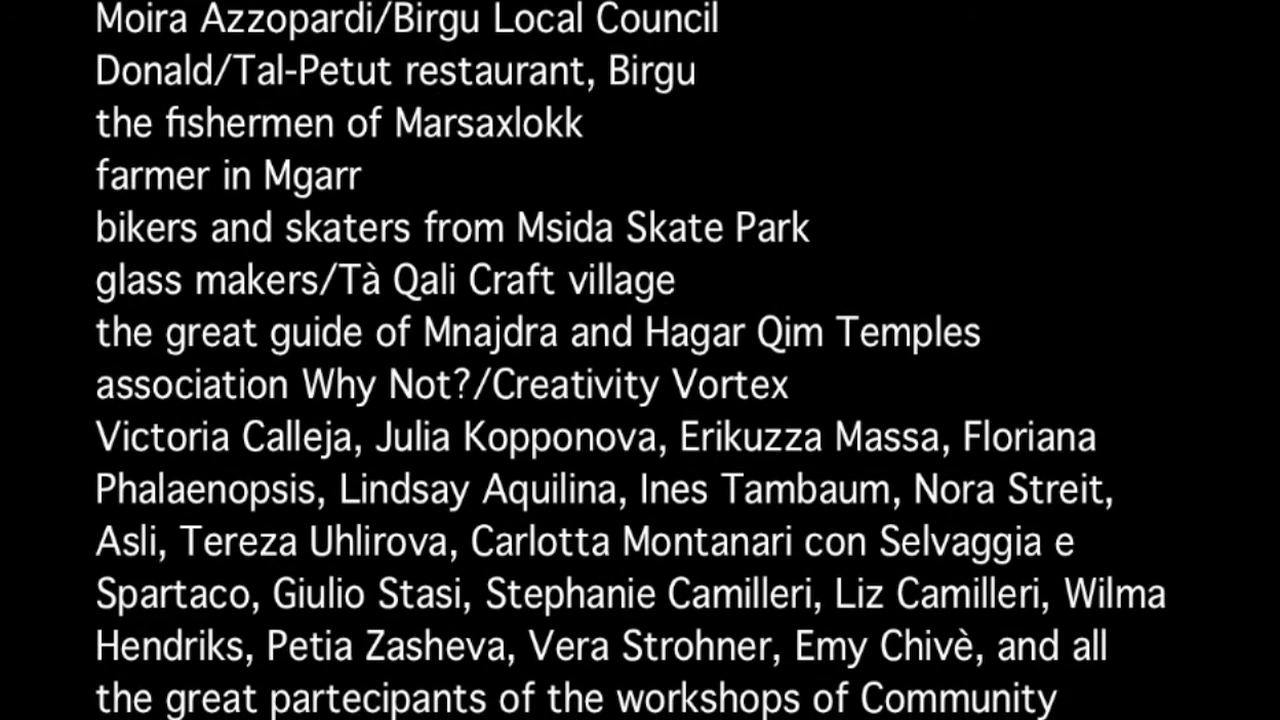 Moira Azzopardi/Birgu Local Council
Donald/Tal-Petut restaurant, Birgu
the fishermen of Marsaxlokk
farmer in Mgarr
bikers and skaters from Msida Skate Park
glass makers/Tà Qali Craft village
the great guide of Mnajdra and Hagar Qim Temples
association Why Not?/Creativity Vortex
Victoria Calleja, Julia Kopponova, Erikuzza Massa, Floriana
Phalaenopsis, Lindsay Aquilina, Ines Tambaum, Nora Streit,
Asli, Tereza Uhlirova, Carlotta Montanari con Selvaggia e
Spartaco, Giulio Stasi, Stephanie Camilleri, Liz Camilleri, Wilma
Hendriks, Petia Zasheva, Vera Strohner, Emy Chivè, and all
the great partecipants of the workshops of Community